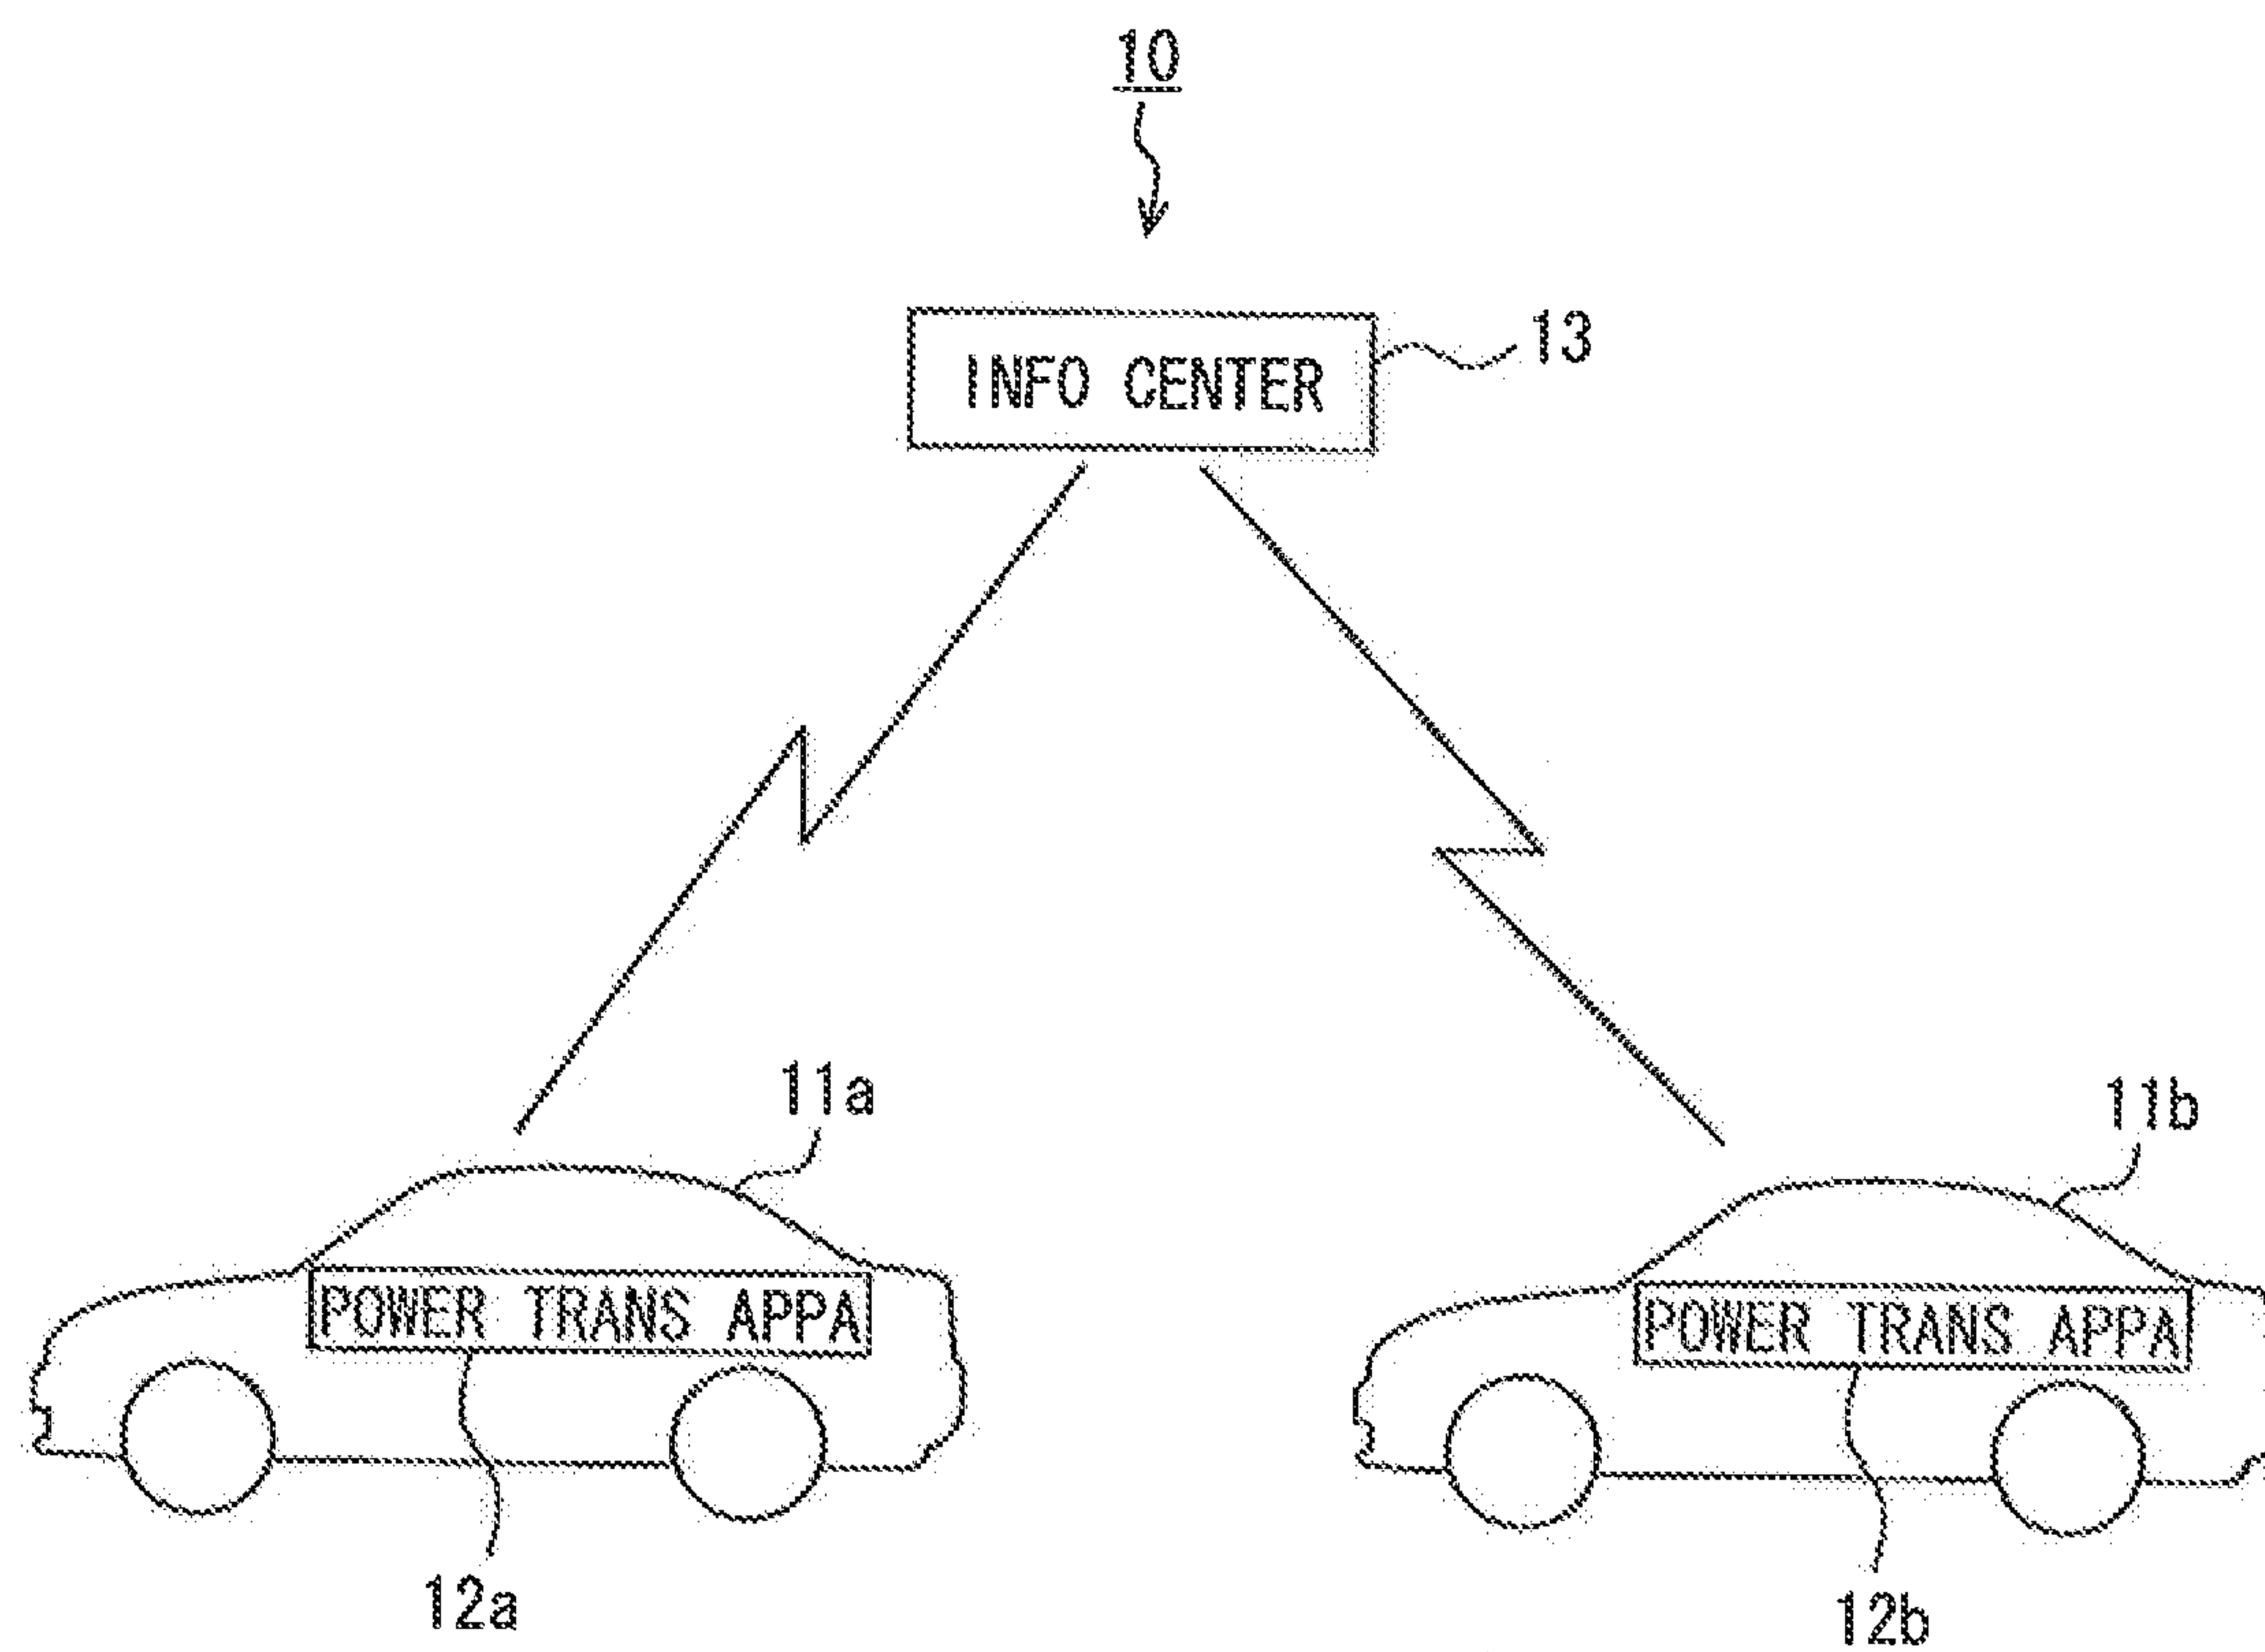 10
INFO CENTER
13
11a
11b
POWER TRANS APPA
POWER TRANS APPA
12a
12b